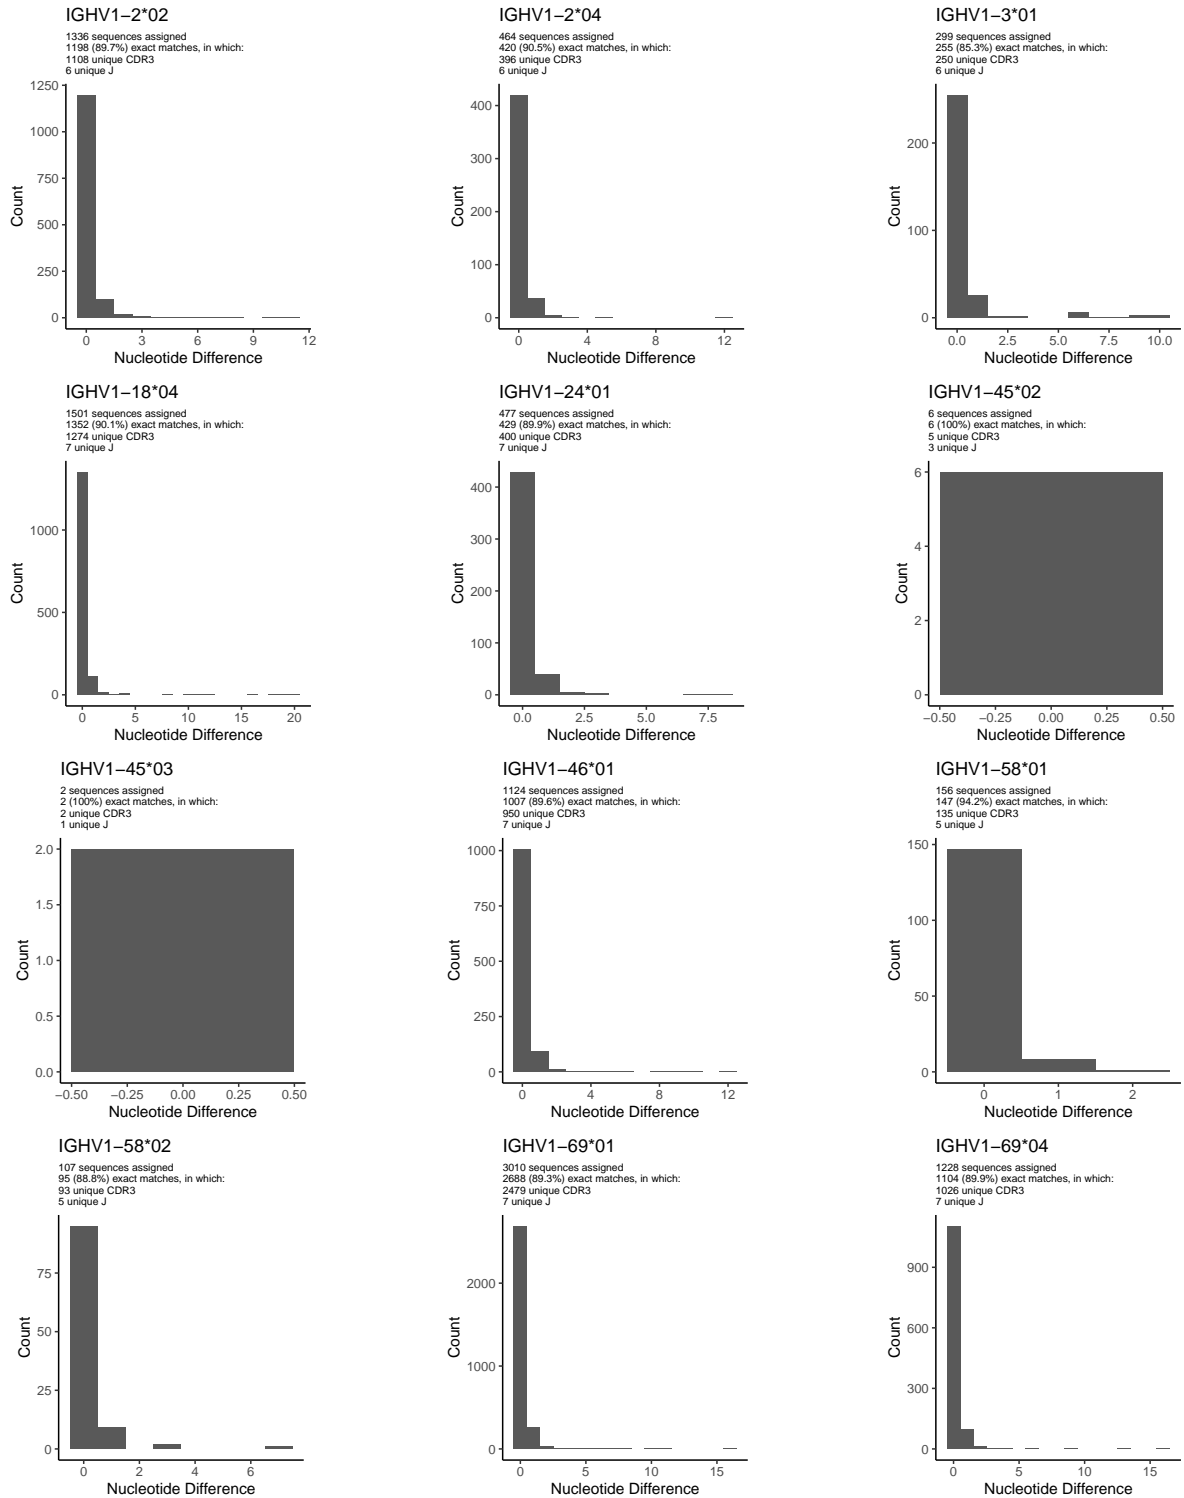 IGHV1−2*02
1336 sequences assigned
1198 (89.7%) exact matches, in which:
1108 unique CDR3
6 unique J
1250
1000
750
500
250
0
Count
0 3 6 9 12
Nucleotide Difference
IGHV1−2*04
464 sequences assigned
420 (90.5%) exact matches, in which:
396 unique CDR3
6 unique J
400
300
200
100
0
Count
0 4 8 12
Nucleotide Difference
IGHV1−3*01
299 sequences assigned
255 (85.3%) exact matches, in which:
250 unique CDR3
6 unique J
200
100
0
Count
0.0 2.5 5.0 7.5 10.0
Nucleotide Difference
IGHV1−18*04
1501 sequences assigned
1352 (90.1%) exact matches, in which:
1274 unique CDR3
7 unique J
1000
500
0
Count
0 5 10 15 20
Nucleotide Difference
IGHV1−24*01
477 sequences assigned
429 (89.9%) exact matches, in which:
400 unique CDR3
7 unique J
400
300
200
100
0
Count
0.0 2.5 5.0 7.5
Nucleotide Difference
IGHV1−45*02
6 sequences assigned
6 (100%) exact matches, in which:
5 unique CDR3
3 unique J
6
4
2
0
Count
−0.50 −0.25 0.00 0.25 0.50
Nucleotide Difference
IGHV1−45*03
2 sequences assigned
2 (100%) exact matches, in which:
2 unique CDR3
1 unique J
2.0
1.5
1.0
0.5
0.0
Count
−0.50 −0.25 0.00 0.25 0.50
Nucleotide Difference
IGHV1−46*01
1124 sequences assigned
1007 (89.6%) exact matches, in which:
950 unique CDR3
7 unique J
1000
750
500
250
0
Count
0 4 8 12
Nucleotide Difference
IGHV1−58*01
156 sequences assigned
147 (94.2%) exact matches, in which:
135 unique CDR3
5 unique J
150
100
50
0
Count
0 1 2
Nucleotide Difference
IGHV1−58*02
107 sequences assigned
95 (88.8%) exact matches, in which:
93 unique CDR3
5 unique J
75
50
25
0
Count
0 2 4 6
Nucleotide Difference
IGHV1−69*01
3010 sequences assigned
2688 (89.3%) exact matches, in which:
2479 unique CDR3
7 unique J
2000
1000
0
Count
0 5 10 15
Nucleotide Difference
IGHV1−69*04
1228 sequences assigned
1104 (89.9%) exact matches, in which:
1026 unique CDR3
7 unique J
900
600
300
0
Count
0 5 10 15
Nucleotide Difference